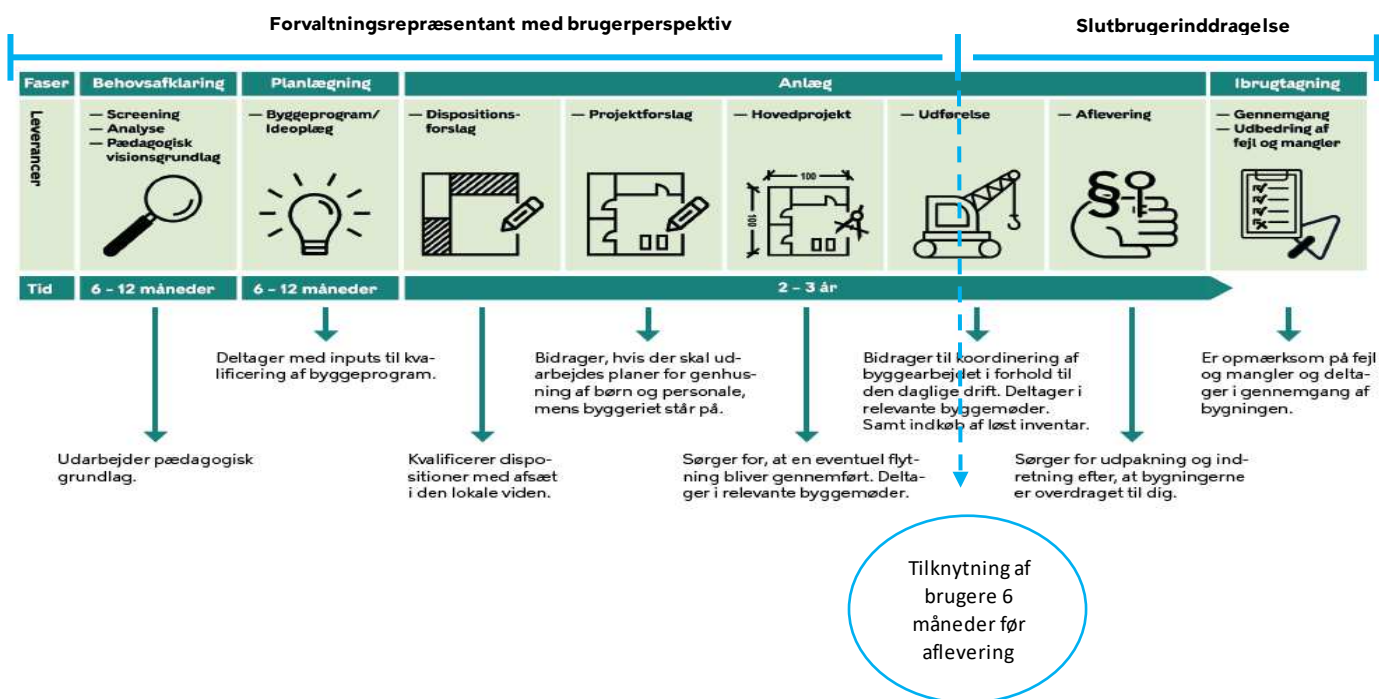 Forvaltningsrepræsentant med brugerperspektiv
Slutbrugerinddragelse
Faser
Behovsafklaring
Planlægning
Anlæg
Ibrugtagning
Leverancer
— Screening
— Analyse
— Pædagogisk
visionsgrundlag
— Byggeprogram/
Ideoplæg
— Dispositions-
forslag
— Projektforslag
— Hovedprojekt
— Udførelse
— Aflevering
— Gennemgang
— Udbedring af
fejl og mangler
100
100
§
Tid
6 – 12 måneder
6 – 12 måneder
2 – 3 år
Deltager med inputs til kva-
lificering af byggeprogram.
Bidrager, hvis der skal ud-
arbejdes planer for genhus-
ning af børn og personale,
mens byggeriet står på.
Bidrager til koordinering af
byggearbejdet i forhold til
den daglige drift. Deltager i
relevante byggemøder.
Samt indkøb af løst inventar.
Er opmærksom på fejl
og mangler og delta-
ger i gennemgang af
bygningen.
Udarbejder pædagogisk
grundlag.
Kvalificerer dispo-
sitioner med afsæt
i den lokale viden.
Sørger for, at en eventuel flyt-
ning bliver gennemført. Delta-
ger i relevante byggemøder.
Sørger for udpakning og ind-
retning efter, at bygningerne
er overdraget til dig.
Tilknytning af
brugere 6
måneder før
aflevering